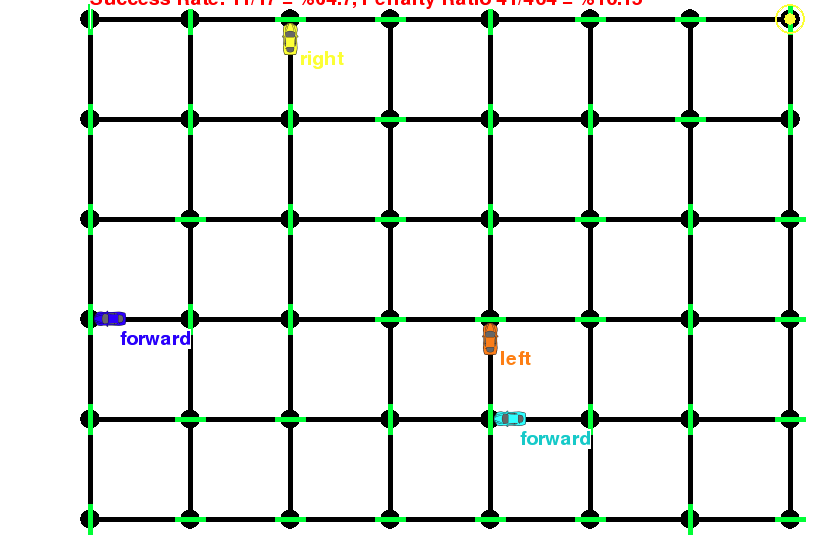 Success Rate: 11/17 = %64.7, Penalty Ratio 41/404 = %10.15
right
forward
left
forward